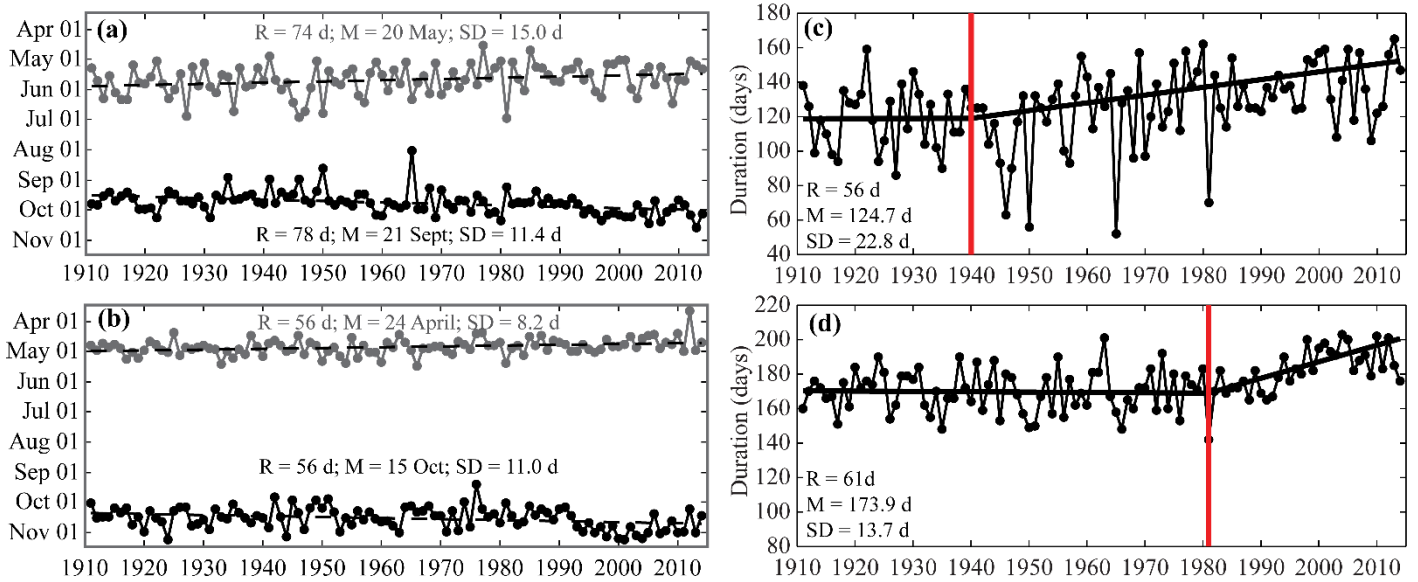 (a)
R = 74 d; M = 20 May; SD = 15.0 d
Apr 01
May 01
Jun 01
Jul 01
Aug 01
Sep 01
Oct 01
Nov 01
R = 78 d; M = 21 Sept; SD = 11.4 d
1910 1920 1930 1940 1950 1960 1970 1980 1990 2000 2010
(b)
R = 56 d; M = 24 April; SD = 8.2 d
Apr 01
May 01
Jun 01
Jul 01
Aug 01
Sep 01
Oct 01
Nov 01
R = 56 d; M = 15 Oct; SD = 11.0 d
1910 1920 1930 1940 1950 1960 1970 1980 1990 2000 2010
(c)
Duration (days)
180
160
140
120
100
80
60
40
R = 56 d
M = 124.7 d
SD = 22.8 d
1910 1920 1930 1940 1950 1960 1970 1980 1990 2000 2010
(d)
Duration (days)
220
200
180
160
140
120
100
80
R = 61d
M = 173.9 d
SD = 13.7 d
1910 1920 1930 1940 1950 1960 1970 1980 1990 2000 2010